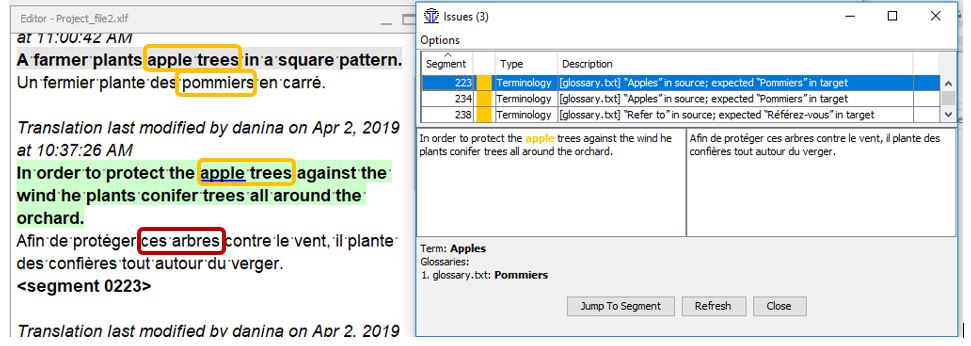 Editor - Project_file2.xlf
at 11:00:42 AM
A farmer plants apple trees in a square pattern.
Un fermier plante des pommiers en carré.
Translation last modified by danina on Apr 2, 2019
at 10:37:26 AM
In order to protect the apple trees against the
wind he plants conifer trees all around the
orchard.
Afin de protéger ces arbres contre le vent, il plante
des confières tout autour du verger.
<segment 0223>
Translation last modified by danina on Apr 2, 2019
Issues (3)
Options
Segment Type Description
223 Terminology [glossary.txt] “Apples” in source; expected “Pommiers” in target
234 Terminology [glossary.txt] “Apples” in source; expected “Pommiers” in target
238 Terminology [glossary.txt] “Refer to” in source; expected “Référez-vous” in target
In order to protect the apple trees against the wind he
plants conifer trees all around the orchard.
Afin de protéger ces arbres contre le vent, il plante des
confières tout autour du verger.
Term: Apples
Glossaries:
1. glossary.txt: Pommiers
Jump To Segment Refresh Close